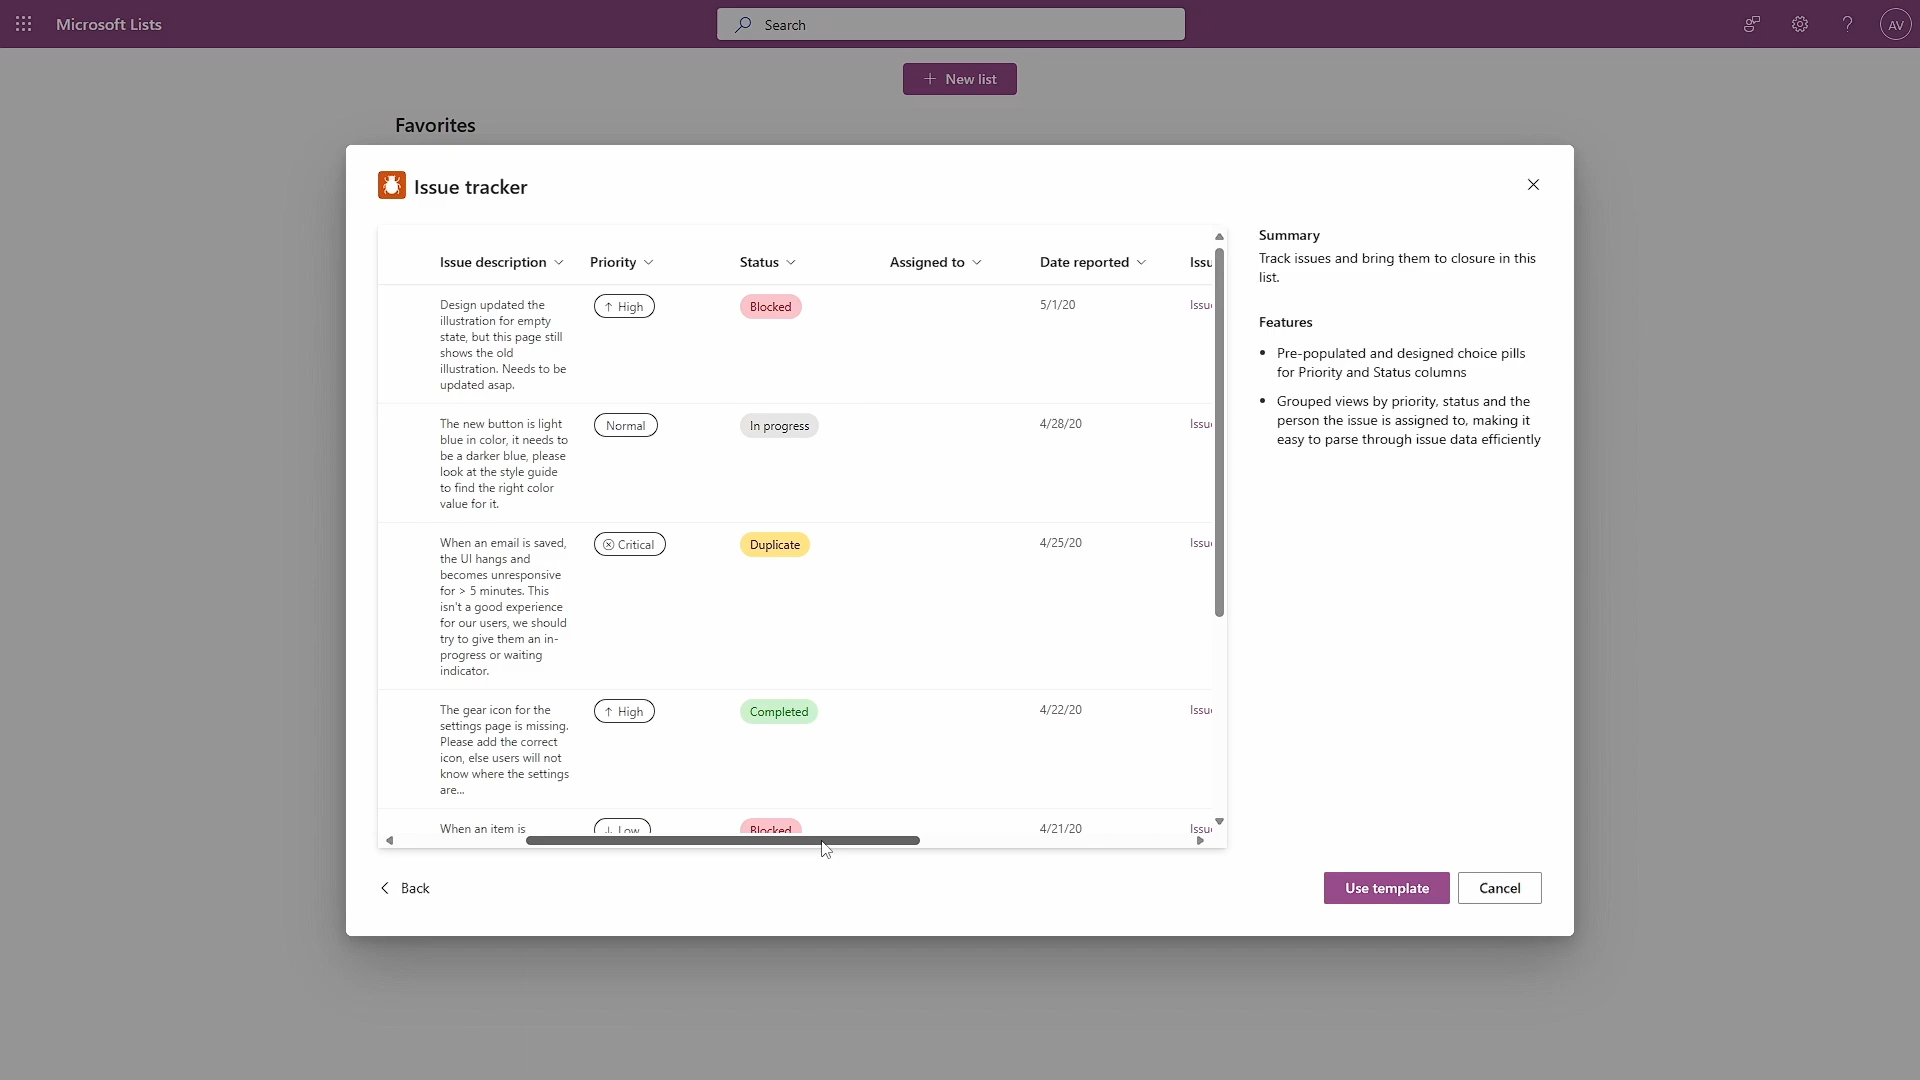 Microsoft Lists
Search
AV
New list
Favorites
Issue tracker
Issue description
Priority
Status
Assigned to
Date reported
Issu
Design updated the
illustration for empty
state, but this page still
shows the old
illustration. Needs to be
updated asap.
High
Blocked
5/1/20
Issu
The new button is light
blue in color, it needs to
be a darker blue, please
look at the style guide
to find the right color
value for it.
Normal
In progress
4/28/20
Issu
When an email is saved,
the UI hangs and
becomes unresponsive
for > 5 minutes. This
isn't a good experience
for our users, we should
try to give them an in-
progress or waiting
indicator.
Critical
Duplicate
4/25/20
Issu
The gear icon for the
settings page is missing.
Please add the correct
icon, else users will not
know where the settings
are...
High
Completed
4/22/20
Issu
When an item is
Low
Blocked
4/21/20
Issu
Summary
Track issues and bring them to closure in this
list.
Features
• Pre-populated and designed choice pills
for Priority and Status columns
• Grouped views by priority, status and the
person the issue is assigned to, making it
easy to parse through issue data efficiently
Back
Use template
Cancel